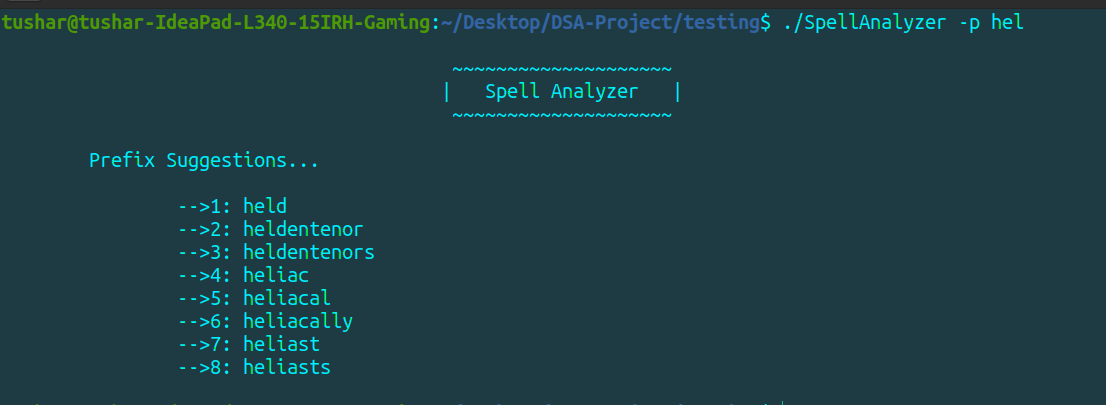 tushar@tushar-IdeaPad-L340-15IRH-Gaming:~/Desktop/DSA-Project/testing$ ./SpellAnalyzer -p hel
~~~~~~~~~~~~~~~~~~~~
|   Spell Analyzer   |
~~~~~~~~~~~~~~~~~~~~
Prefix Suggestions...
-->1: held
-->2: heldentenor
-->3: heldentenors
-->4: heliac
-->5: heliacal
-->6: heliacally
-->7: heliast
-->8: heliasts